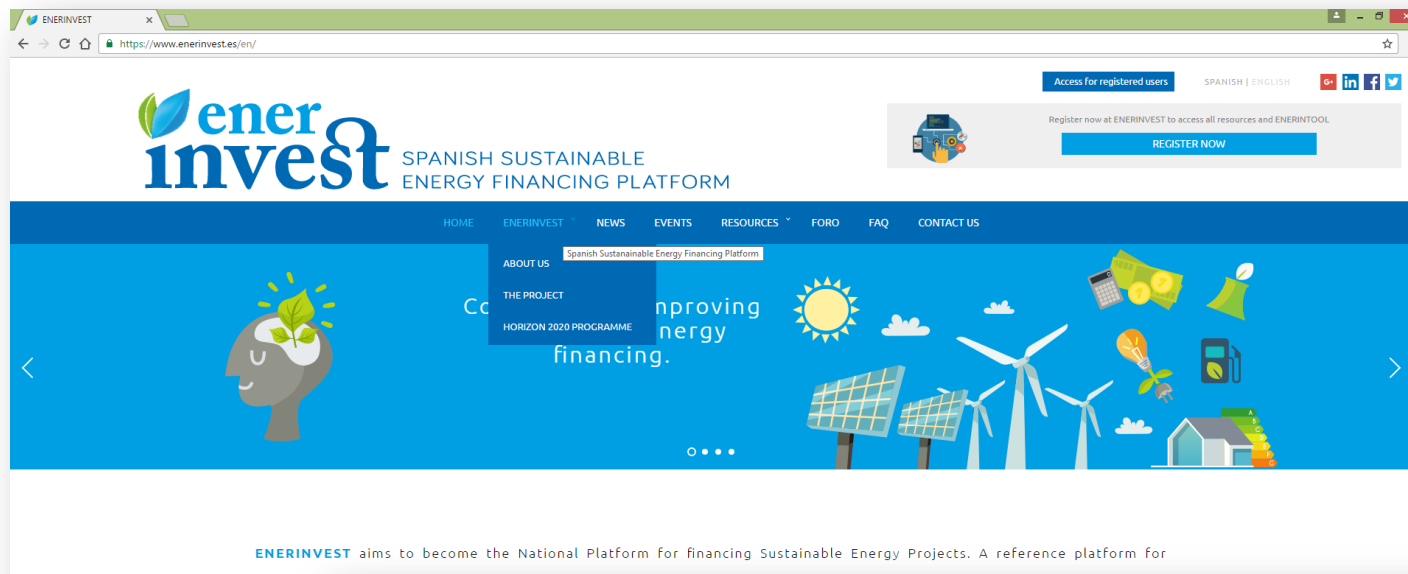 ENERINVEST
https://www.enerinvest.es/en/
Access for registered users
SPANISH | ENGLISH
G+ in f
ener
invest
SPANISH SUSTAINABLE
ENERGY FINANCING PLATFORM
Register now at ENERINVEST to access all resources and ENERINTOOL
REGISTER NOW
HOME ENERINVEST NEWS EVENTS RESOURCES FORO FAQ CONTACT US
Spanish Sustanainable Energy Financing Platform
ABOUT US
THE PROJECT
HORIZON 2020 PROGRAMME
financing.
A
B
C
D
E
F
G
ENERINVEST aims to become the National Platform for financing Sustainable Energy Projects. A reference platform for